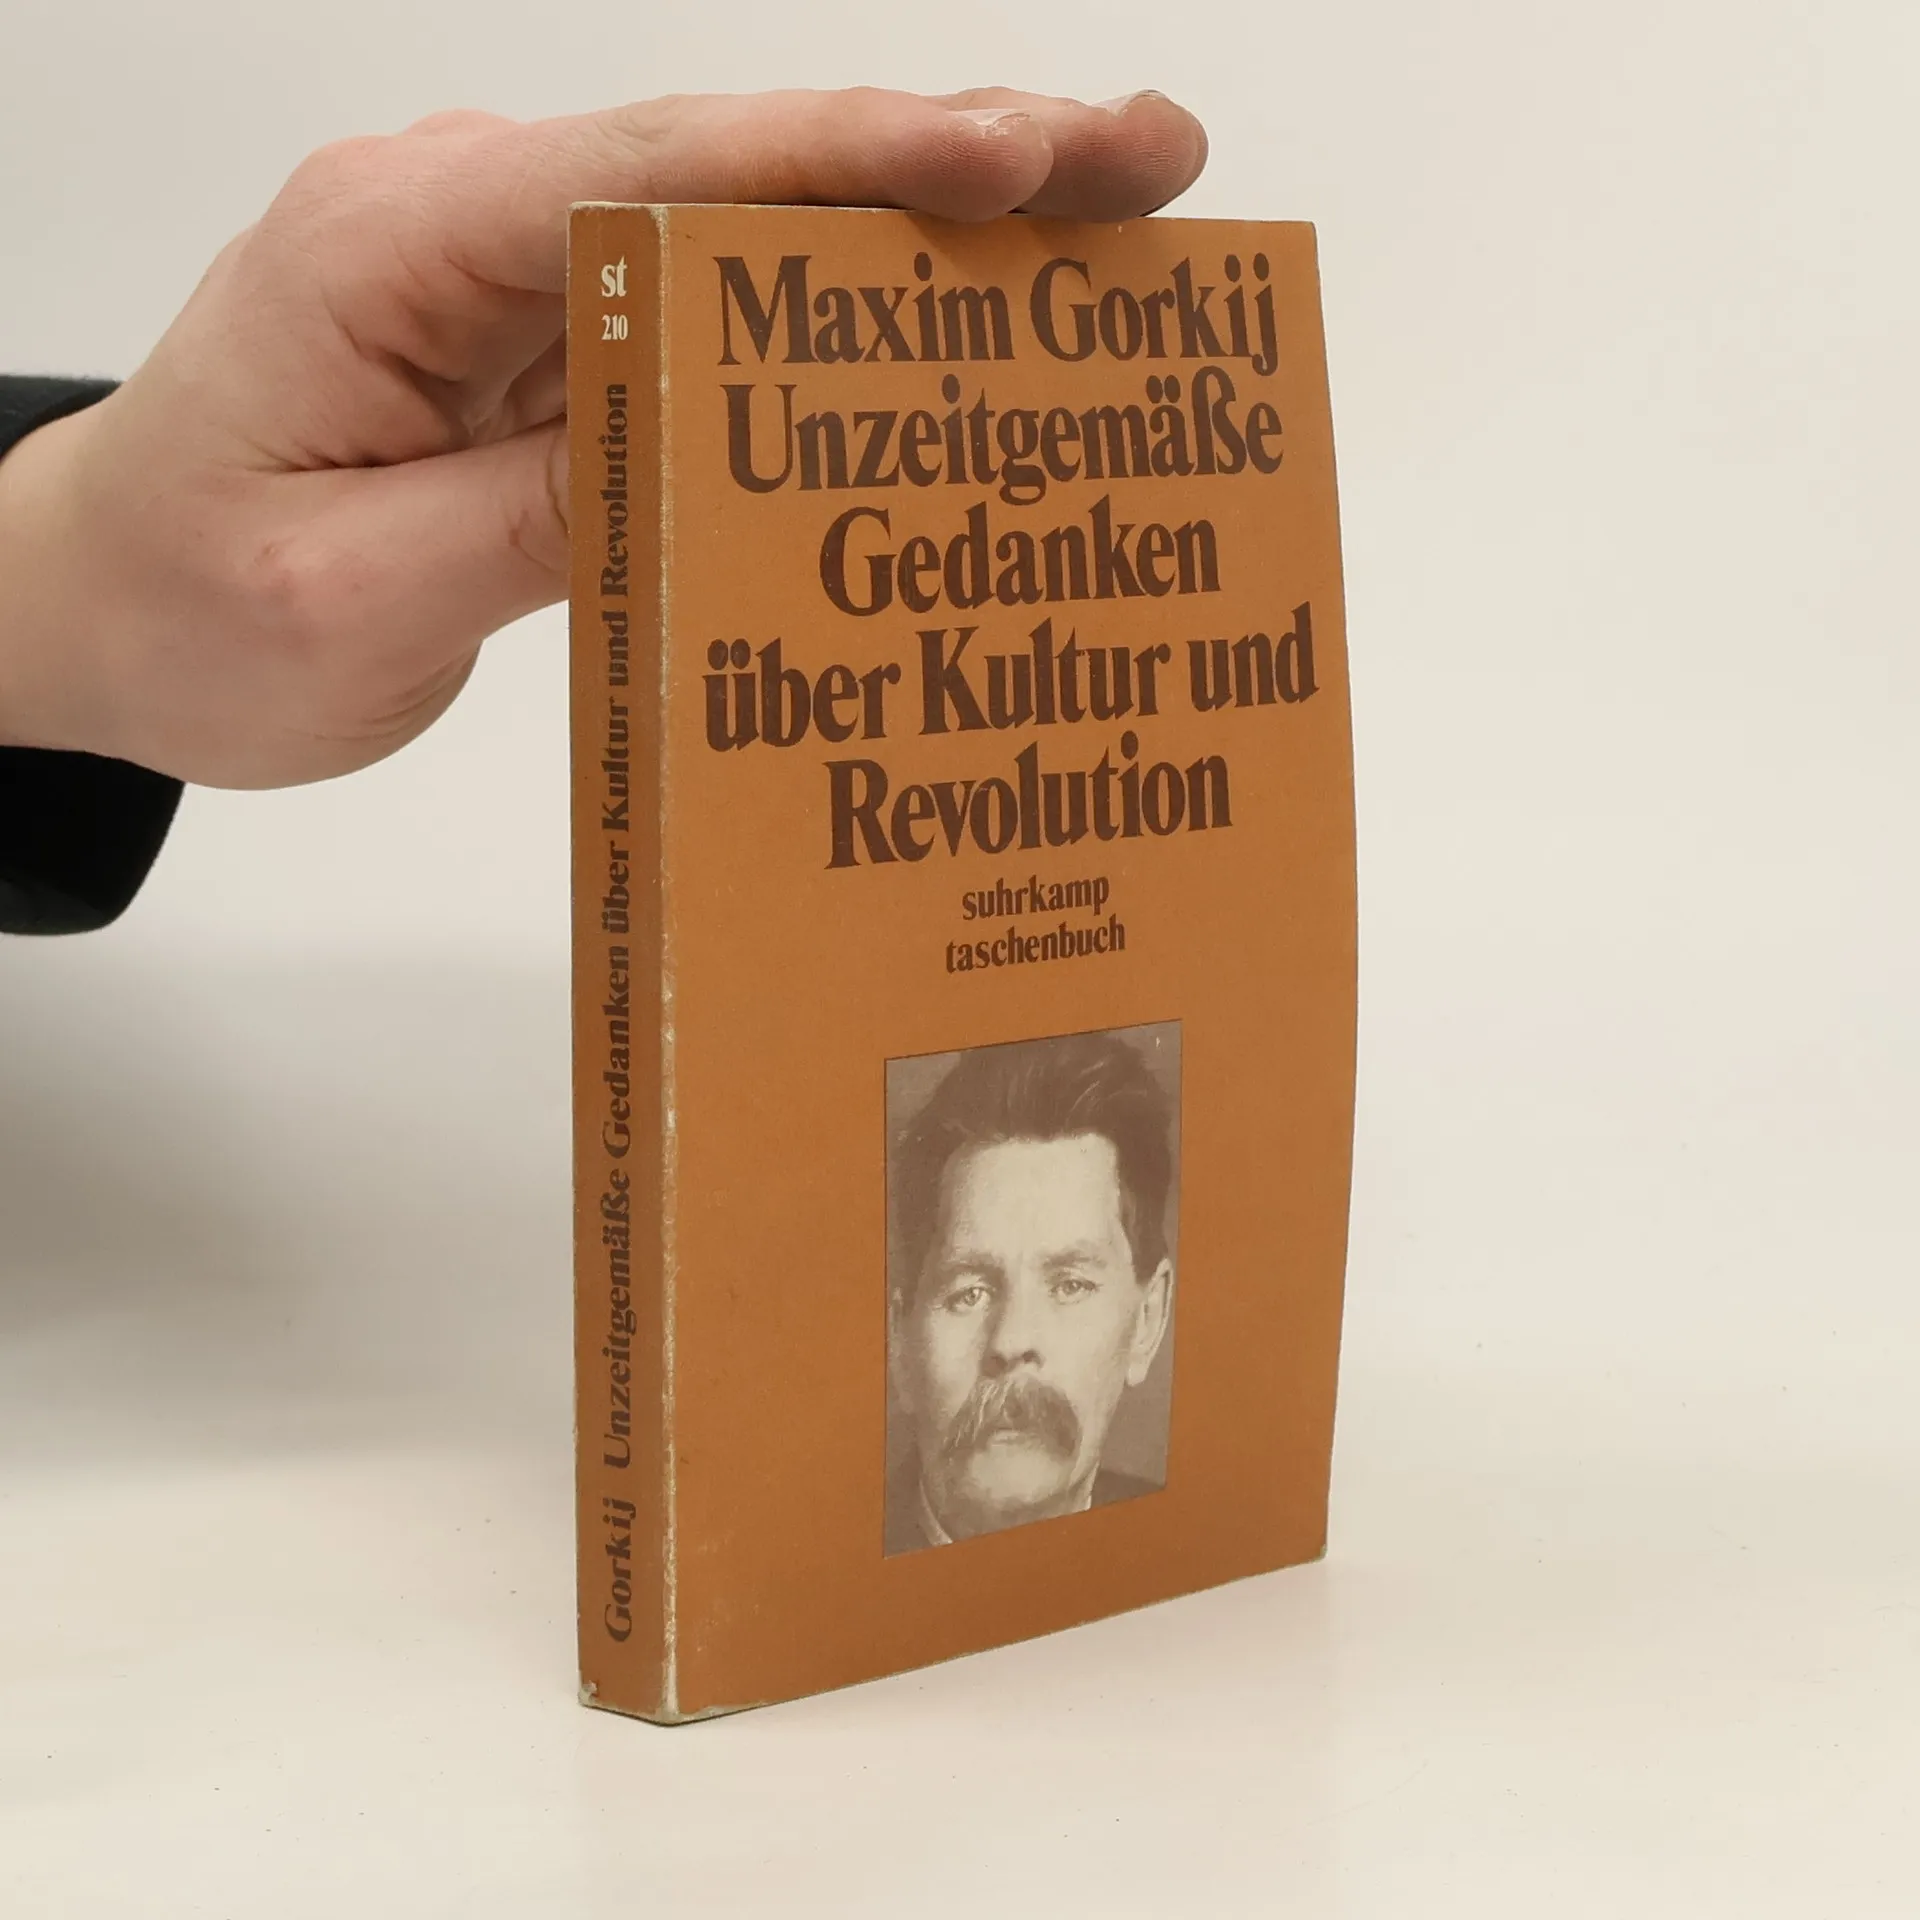 st
210
Gorkij Unzeitgemäße Gedanken über Kultur und Revolution
Maxim Gorkij
Unzeitgemäße
Gedanken
über Kultur und
Revolution
suhrkamp
taschenbuch